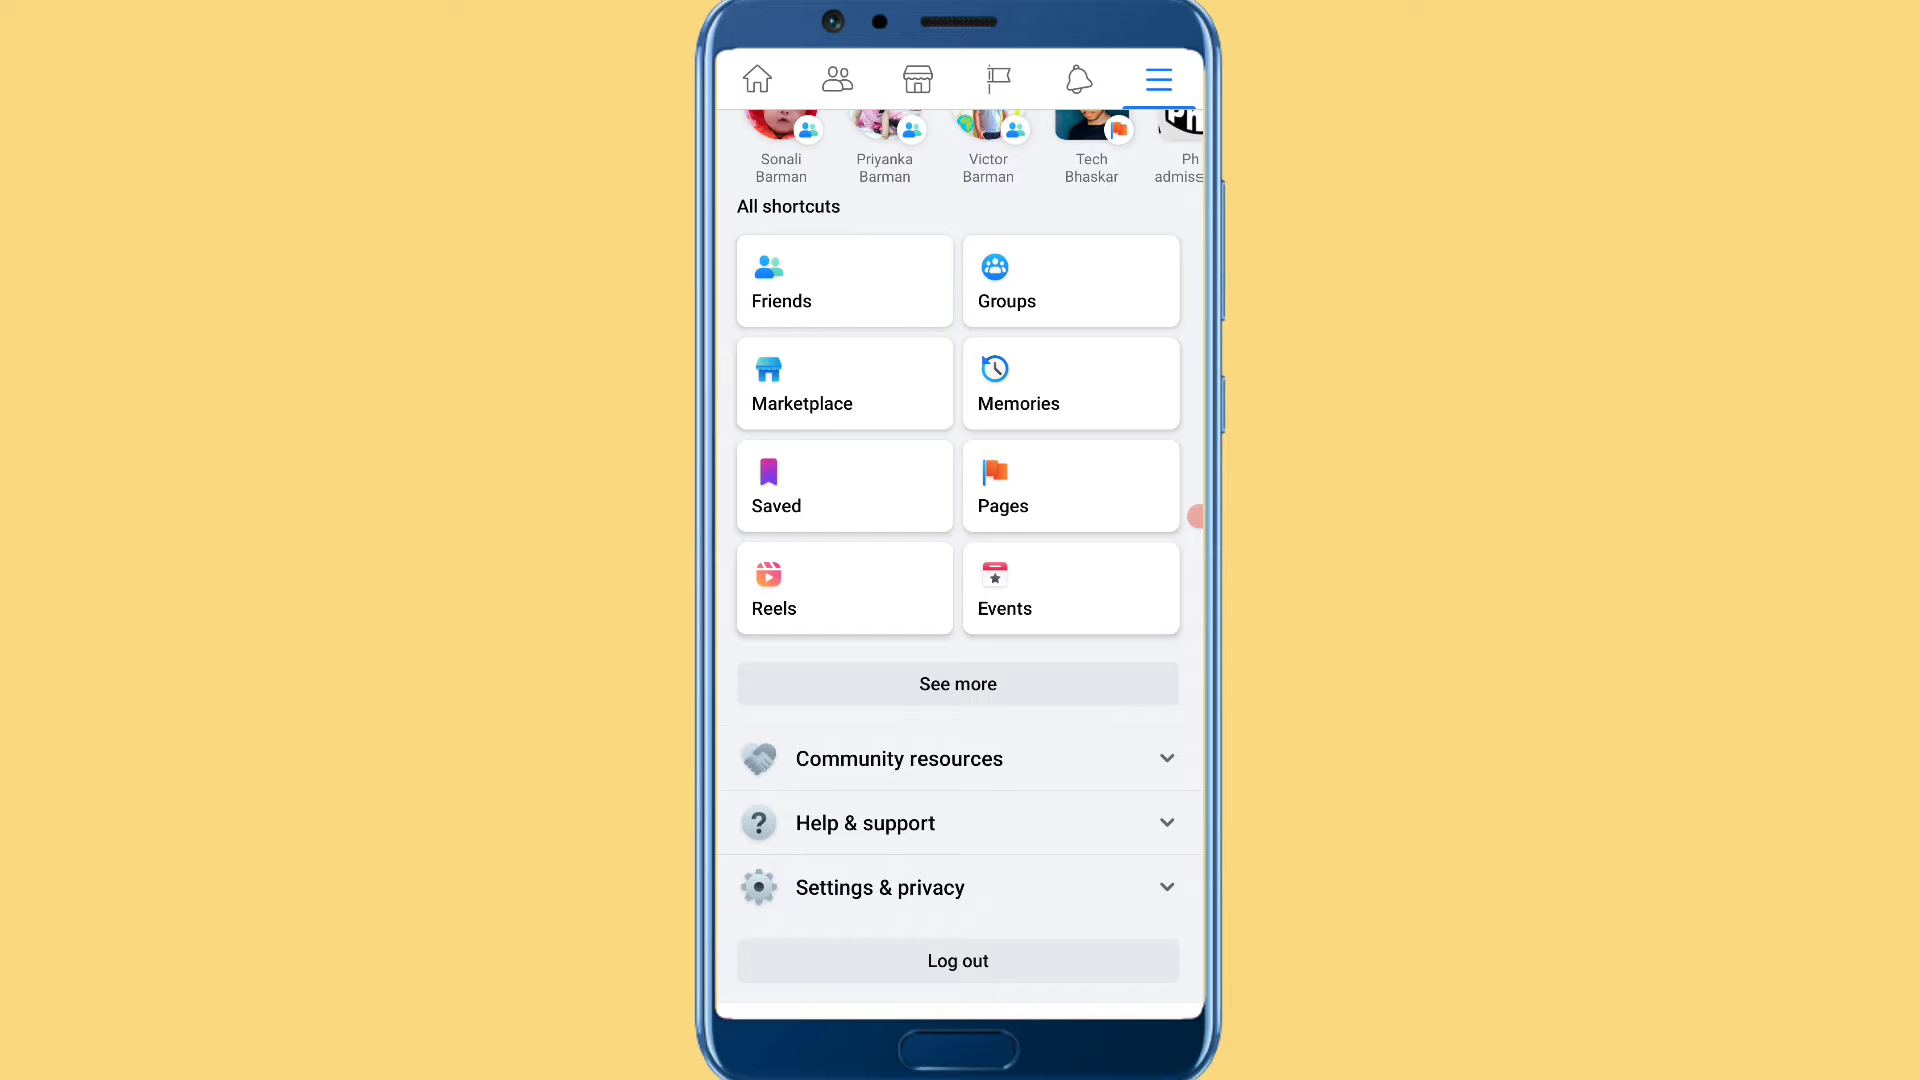 Sonali
Barman
Priyanka
Barman
Victor
Barman
Tech
Bhaskar
Ph
All shortcuts
Friends
Groups
Marketplace
Memories
Saved
Pages
Reels
Events
See more
Community resources
Help & support
Settings & privacy
Log out